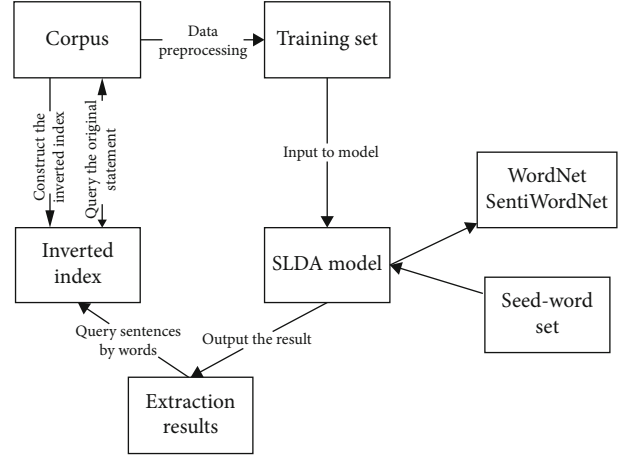 Corpus
Data
preprocessing
Training set
Construct the
inverted index
Query the original
statement
Input to model
WordNet
SentiWordNet
Inverted
index
SLDA model
Seed-word
set
Query sentences
by words
Output the result
Extraction
results